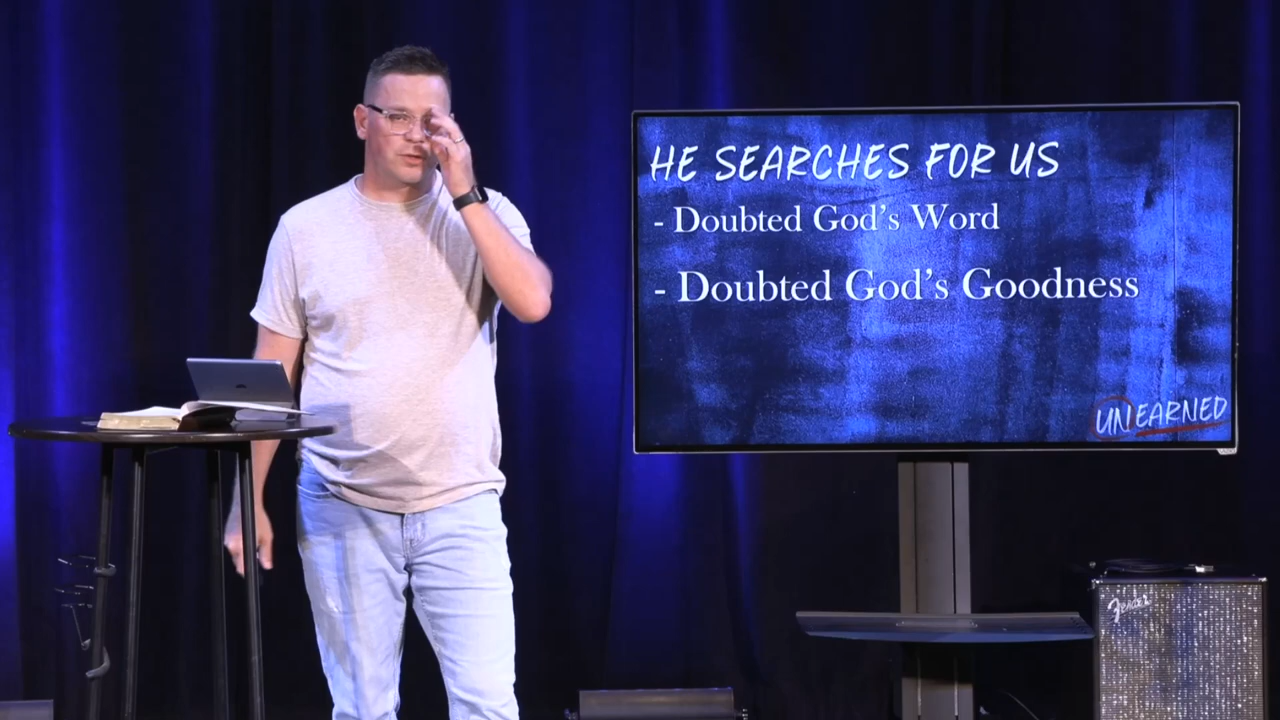 HE SEARCHES FOR US
- Doubted God's Word
- Doubted God's Goodness
UNEARNED
Fender